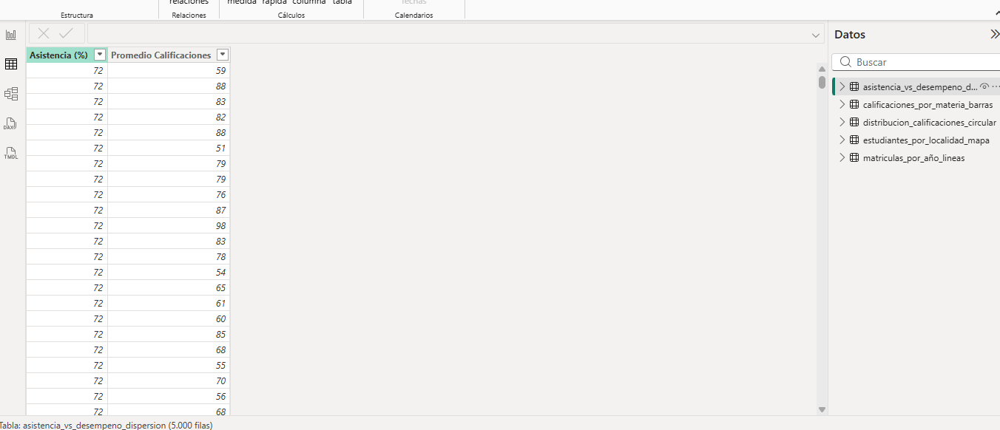 relaciones medida rápida columna tabla fechas
Estructura Relaciones Cálculos Calendarios
Datos
Buscar
asistencia_vs_desempeno_d... ...
calificaciones_por_materia_barras
distribucion_calificaciones_circular
estudiantes_por_localidad_mapa
matriculas_por_año_lineas
DAX
TMDL
Asistencia (%) Promedio Calificaciones
72 59
72 88
72 83
72 82
72 88
72 51
72 79
72 79
72 76
72 87
72 98
72 83
72 78
72 54
72 65
72 61
72 60
72 85
72 68
72 55
72 70
72 56
72 68
Tabla: asistencia_vs_desempeno_dispersion (5.000 filas)